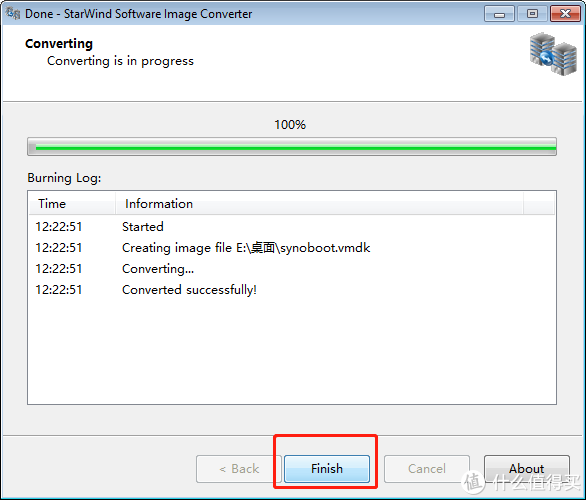 Done - StarWind Software Image Converter
Converting
Converting is in progress
100%
Burning Log:
Time Information
12:22:51 Started
12:22:51 Creating image file E:\桌面\synoboot.vmdk
12:22:51 Converting...
12:22:51 Converted successfully!
< Back Finish Cancel About
值 什么值得买